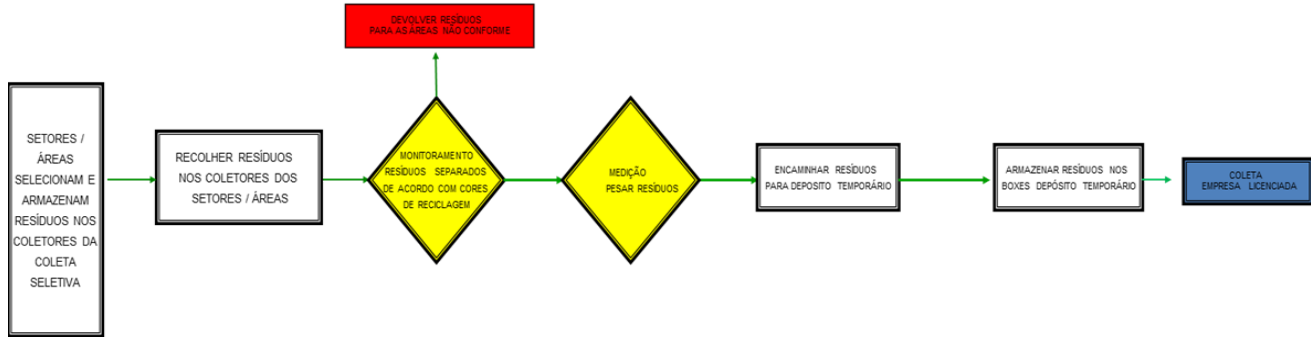 DEVOLVER RESÍDUOS
PARA AS ÁREAS NÃO CONFORME
SETORES /
ÁREAS
SELECIONAM E
ARMAZENAM
RESÍDUOS NOS
COLETORES DA
COLETA
SELETIVA
RECOLHER RESÍDUOS
NOS COLETORES DOS
SETORES / ÁREAS
MONITORAMENTO
RESÍDUOS SEPARADOS
DE ACORDO COM CORES
DE RECICLAGEM
MEDIÇÃO
PESAR RESÍDUOS
ENCAMINHAR RESÍDUOS
PARA DEPOSITO TEMPORÁRIO
ARMAZENAR RESÍDUOS NOS
BOXES DEPÓSITO TEMPORÁRIO
COLETA
EMPRESA LICENCIADA